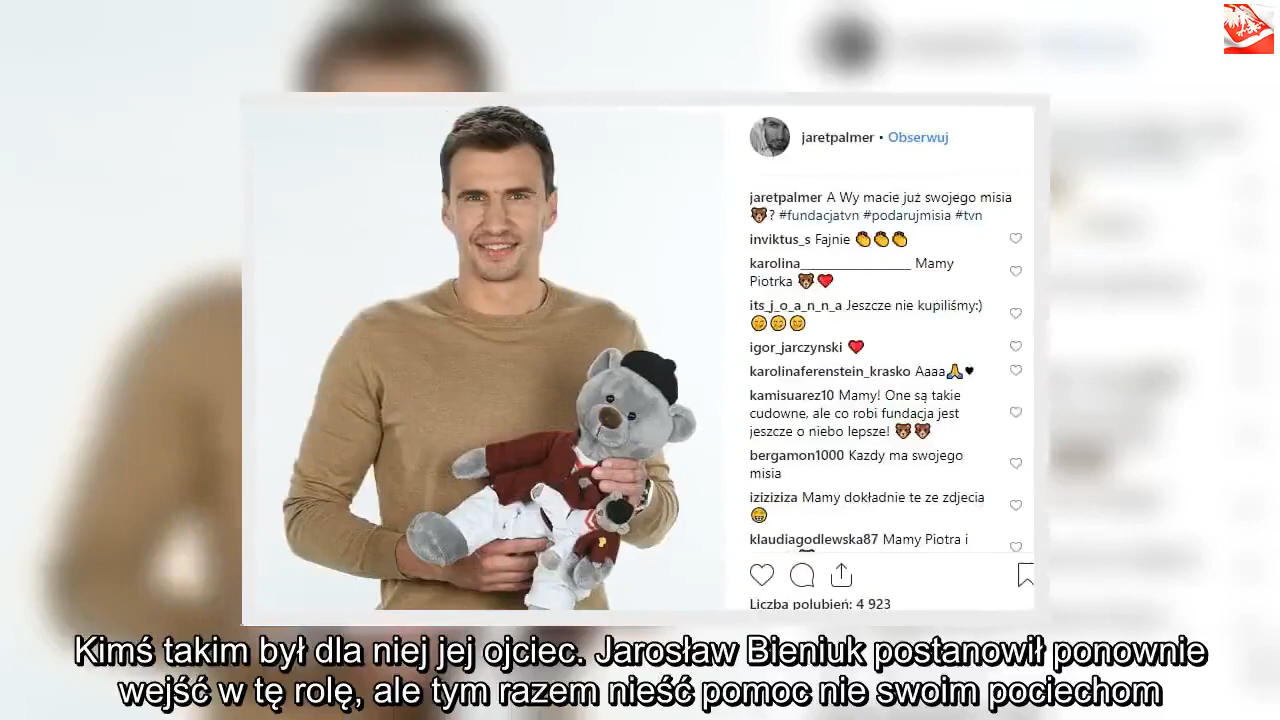 jaretpalmer • Obserwuj
jaretpalmer A Wy macie już swojego misia
🐻? #fundacjatvn #podarujmisia #tvn
inviktus_s Fajnie 👏👏👏
karolina__________________ Mamy
Piotrka 🐻❤️
its_j_o_a_n_n_a Jeszcze nie kupiliśmy:)
😊😊😊
igor_jarczynski ❤️
karolinaferenstein_krasko Aaaa🙏♥
kamisuarez10 Mamy! One są takie
cudowne, ale co robi fundacja jest
jeszcze o niebo lepsze! 🐻🐻
bergamon1000 Kazdy ma swojego
misia
iziziziza Mamy dokładnie te ze zdjecia
😁
klaudiagodlewska87 Mamy Piotra i
Liczba polubień: 4 923
Kimś takim był dla niej jej ojciec. Jarosław Bieniuk postanowił ponownie
wejść w tę rolę, ale tym razem nieść pomoc nie swoim pociechom